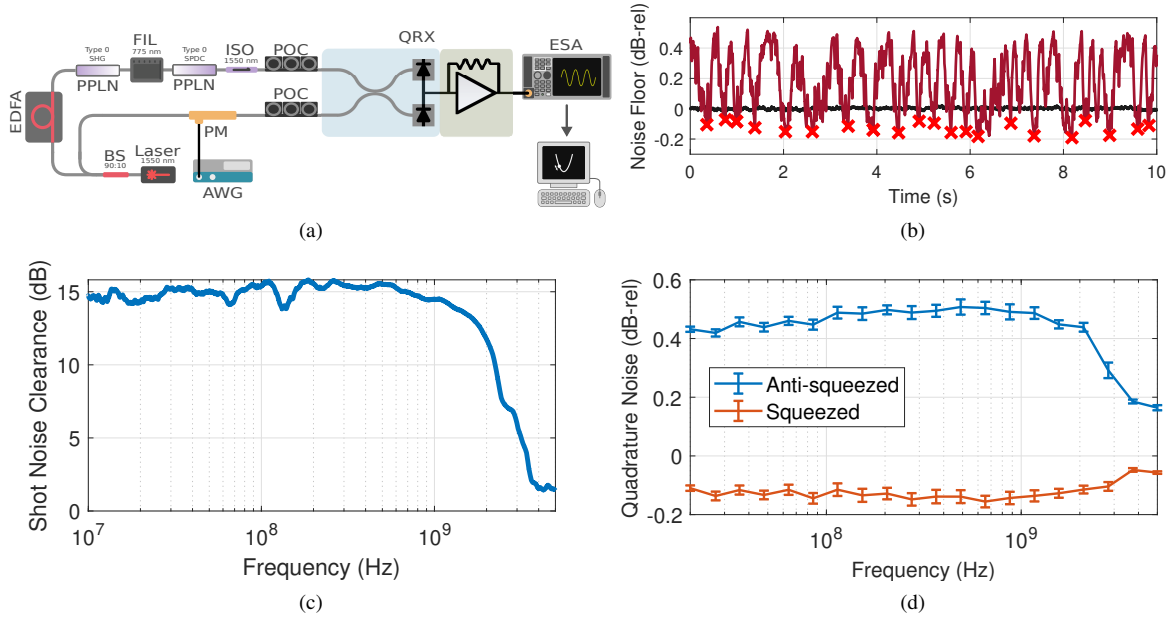 Type 0
SHG
PPLN
FIL
775 nm
Type 0
SPDC
PPLN
ISO
1550 nm
POC
POC
QRX
ESA
EDFA
PM
BS
90:10
Laser
1550 nm
AWG
(a)
Noise Floor (dB-rel)
0.4
0.2
0
-0.2
0 2 4 6 8 10
Time (s)
(b)
Shot Noise Clearance (dB)
15
10
5
0
10^7 10^8 10^9
Frequency (Hz)
(c)
Quadrature Noise (dB-rel)
0.6
0.4
0.2
0
-0.2
Anti-squeezed
Squeezed
10^8 10^9
Frequency (Hz)
(d)